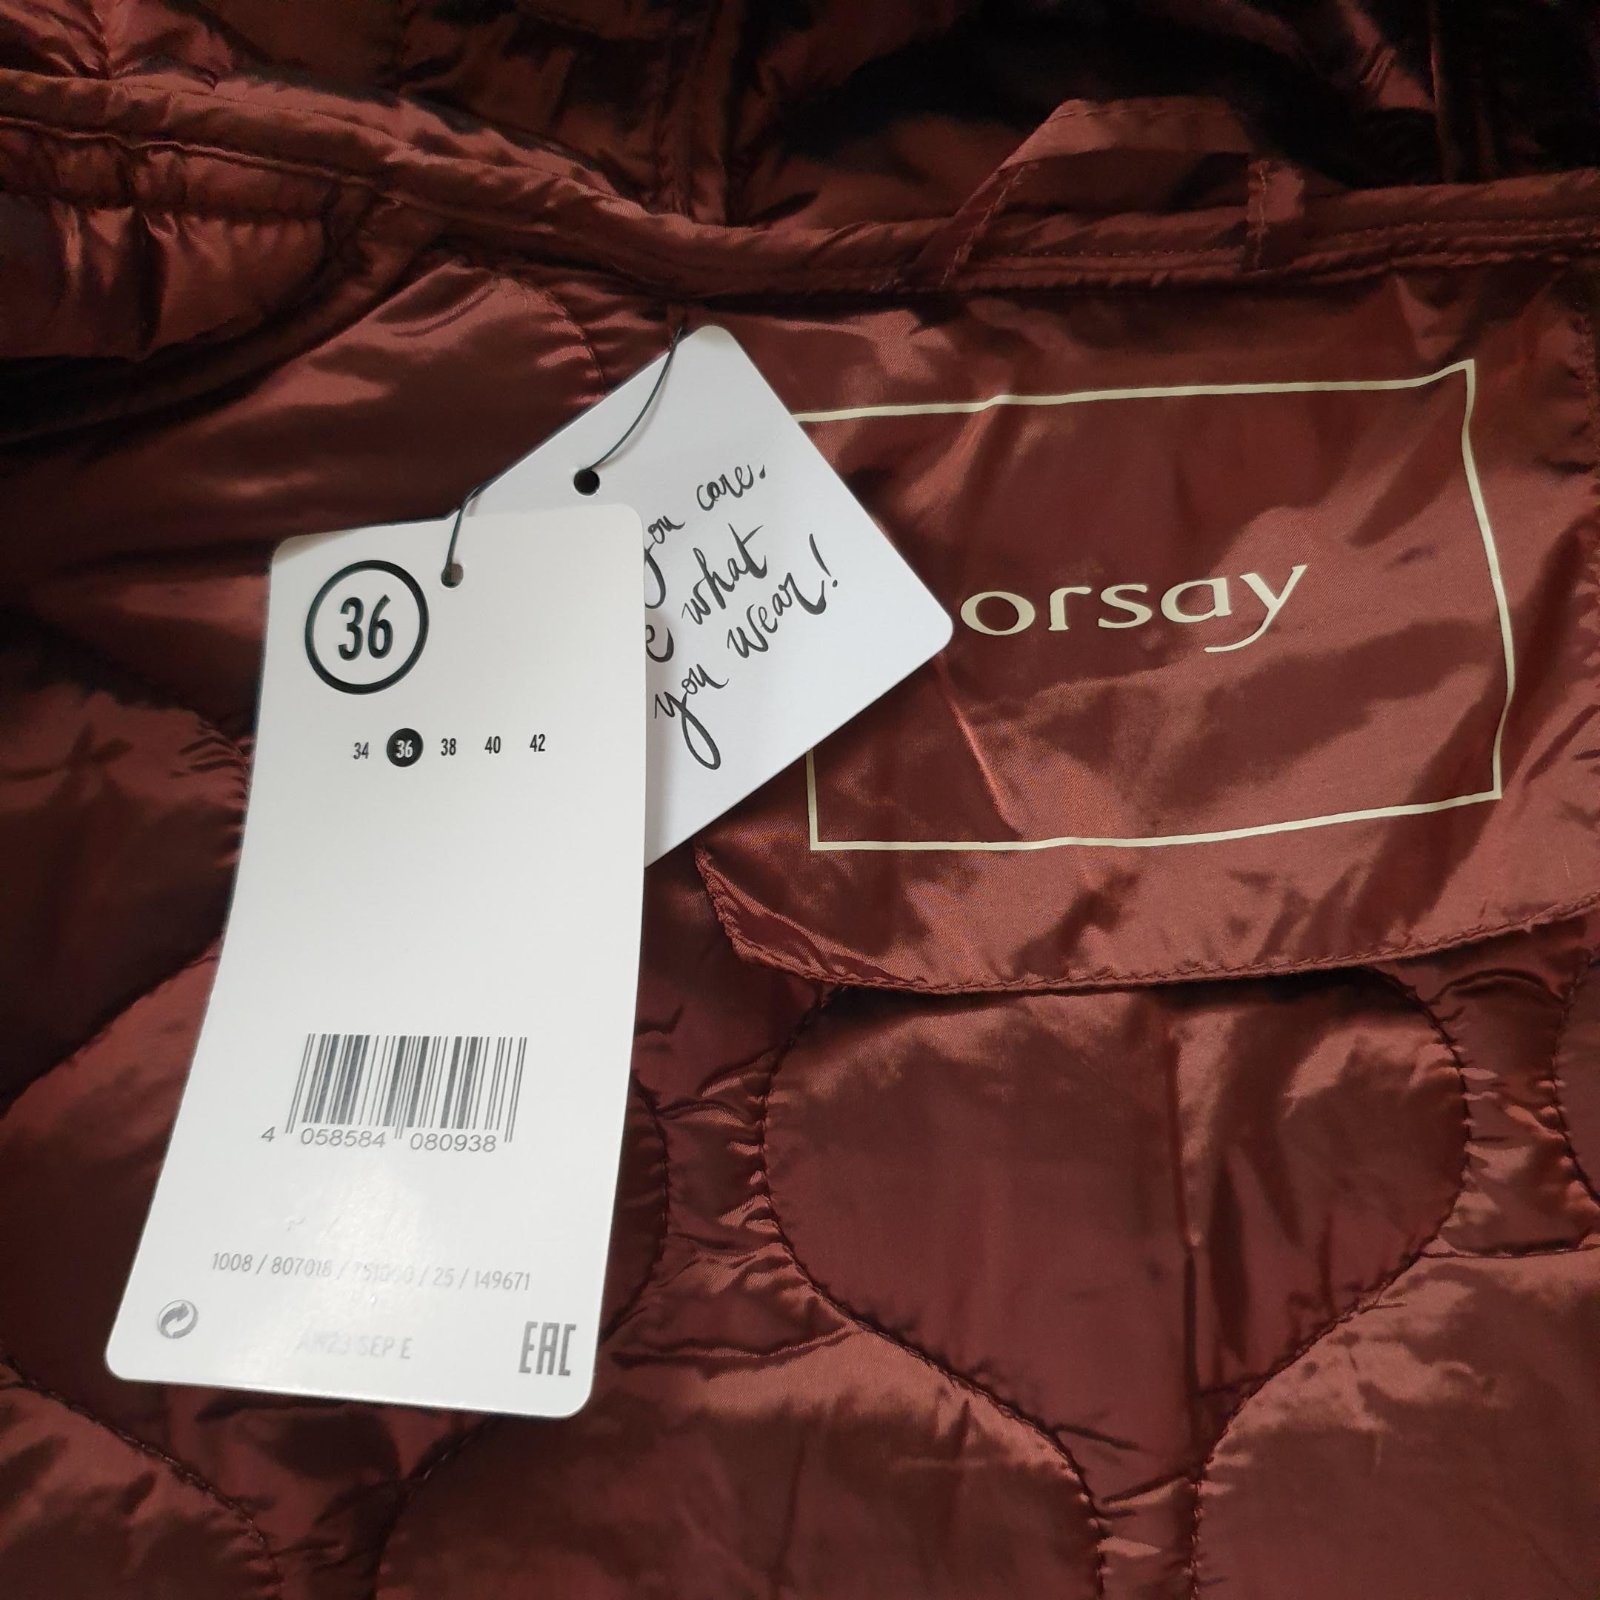 you care.
what
you wear!
orsay
36
34 36 38 40 42
4 058584 080938
1008 / 807018 / / 25 / 149671
AW23 SEP E
EAC